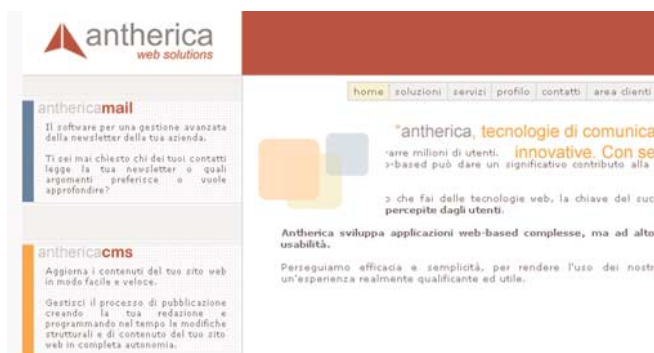 antherica
web solutions
home soluzioni servizi profilo contatti area clienti
antherica mail
Il software per una gestione avanzata
della newsletter della tua azienda.
Ti sei mai chiesto chi dei tuoi contatti
legge la tua newsletter o quali
argomenti preferisce o vuole
approfondire?
antherica cms
Aggiorna i contenuti del tuo sito web
in modo facile e veloce.
Gestisci il processo di pubblicazione
creando la tua redazione e
programmando nel tempo le modifiche
strutturali e di contenuto del tuo sito
web in completa autonomia.
"antherica, tecnologie di comunica
arre milioni di utenti. innovative. Con se
-based può dare un significativo contributo alla
o che fai delle tecnologie web, la chiave del suc
percepite dagli utenti.
Antherica sviluppa applicazioni web-based complesse, ma ad alto
usabilità.
Perseguiamo efficacia e semplicità, per rendere l'uso dei nostr
un'esperienza realmente qualificante ed utile.